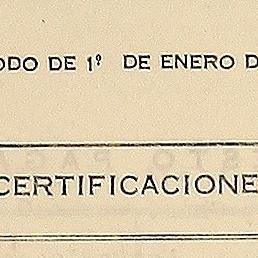 ODO DE 1º DE ENERO D
CERTIFICACIONE